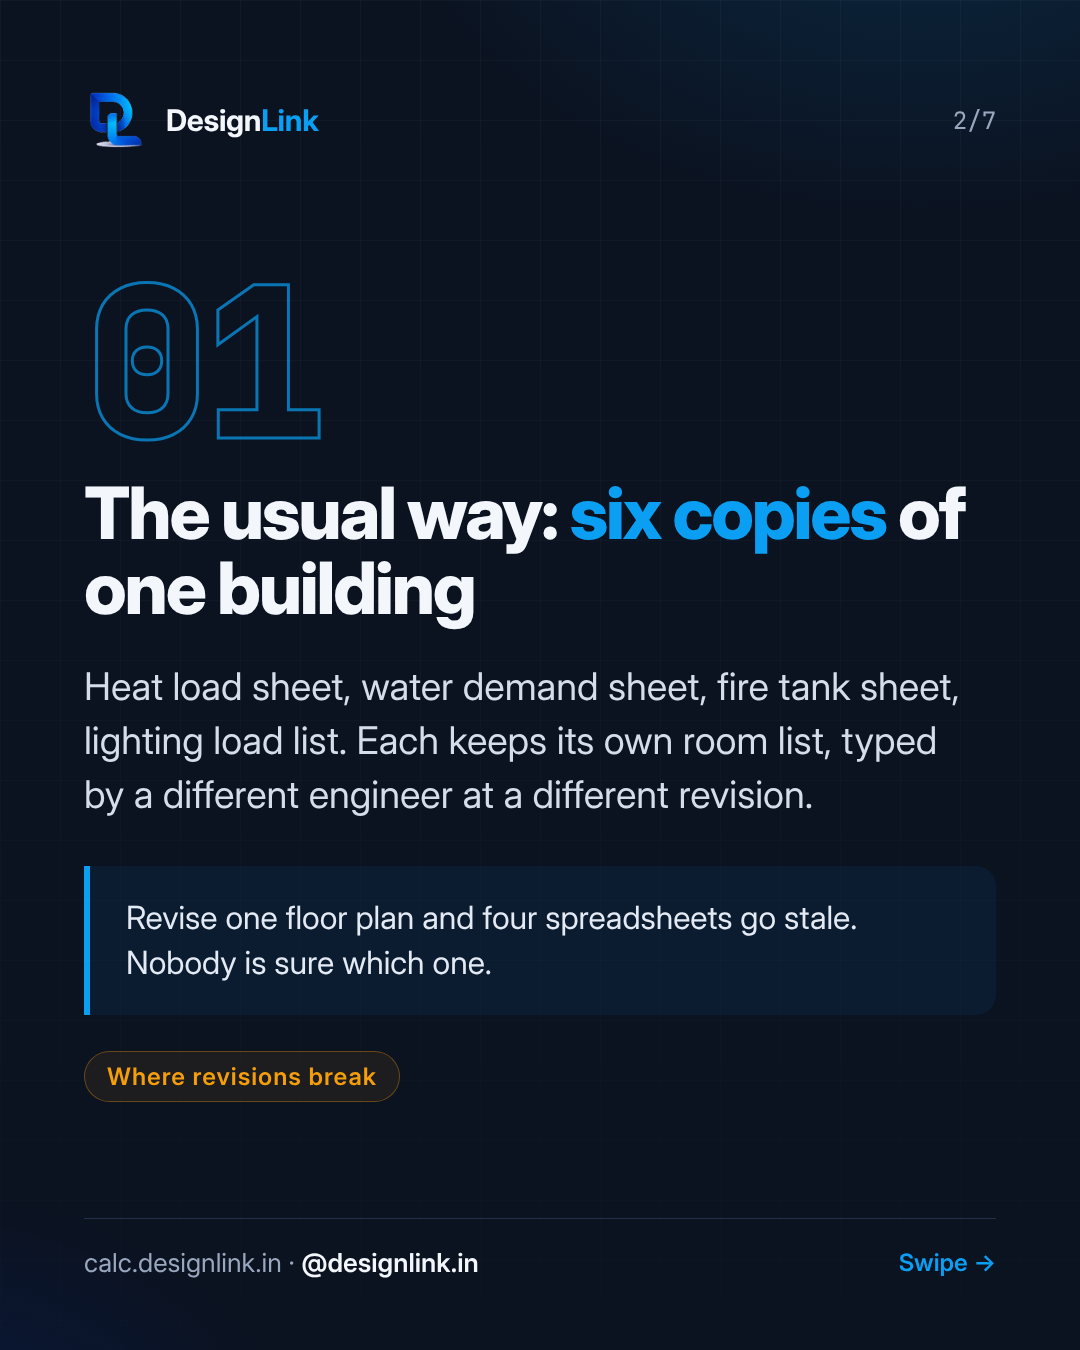 DesignLink
2/7
01
The usual way: six copies of
one building
Heat load sheet, water demand sheet, fire tank sheet,
lighting load list. Each keeps its own room list, typed
by a different engineer at a different revision.
Revise one floor plan and four spreadsheets go stale.
Nobody is sure which one.
Where revisions break
calc.designlink.in · @designlink.in
Swipe →